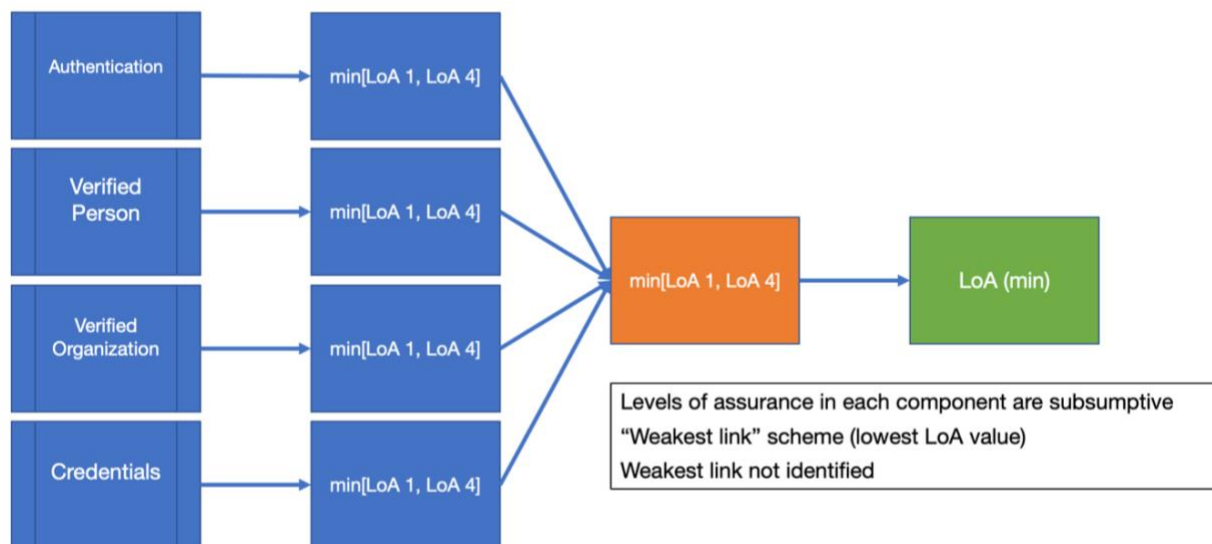 Authentication
min[LoA 1, LoA 4]
Verified
Person
min[LoA 1, LoA 4]
min[LoA 1, LoA 4]
LoA (min)
Verified
Organization
min[LoA 1, LoA 4]
Credentials
min[LoA 1, LoA 4]
Levels of assurance in each component are subsumptive
“Weakest link” scheme (lowest LoA value)
Weakest link not identified